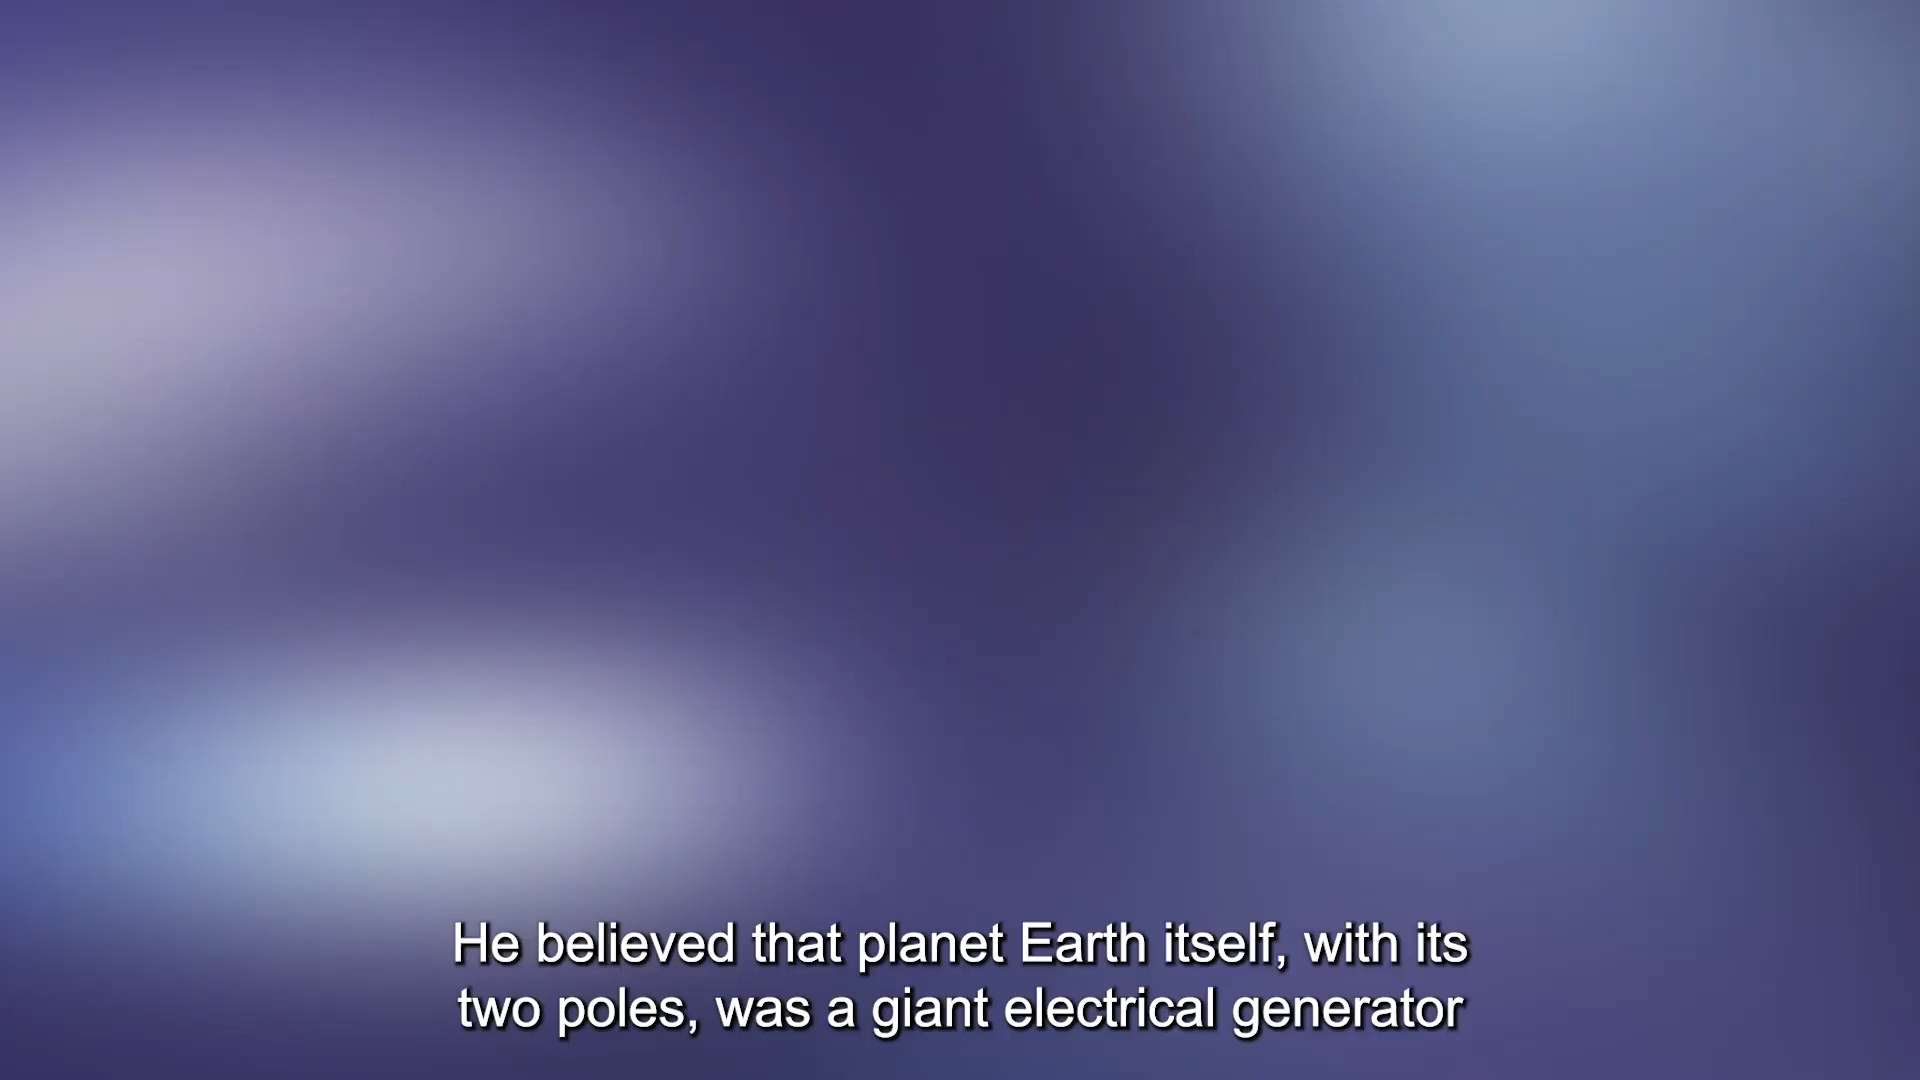 He believed that planet Earth itself, with its
two poles, was a giant electrical generator